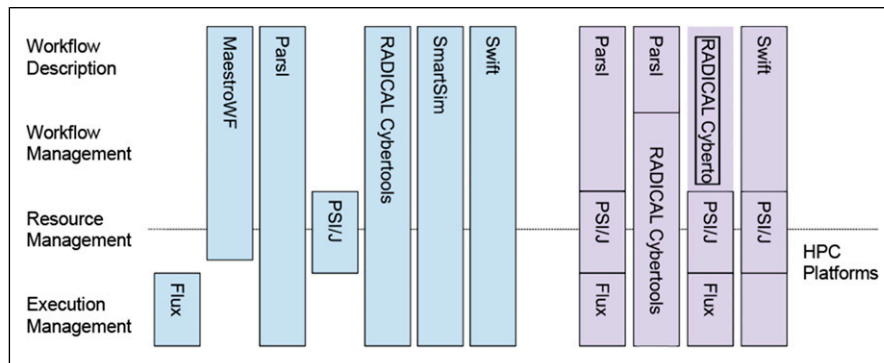 Workflow
Description
Workflow
Management
Resource
Management
Execution
Management
Flux
MaestroWF
Parsl
PSI/J
RADICAL Cybertools
SmartSim
Swift
Parsl
PSI/J
Flux
Parsl
RADICAL Cybertools
RADICAL Cyberto
PSI/J
Flux
Swift
PSI/J
HPC
Platforms